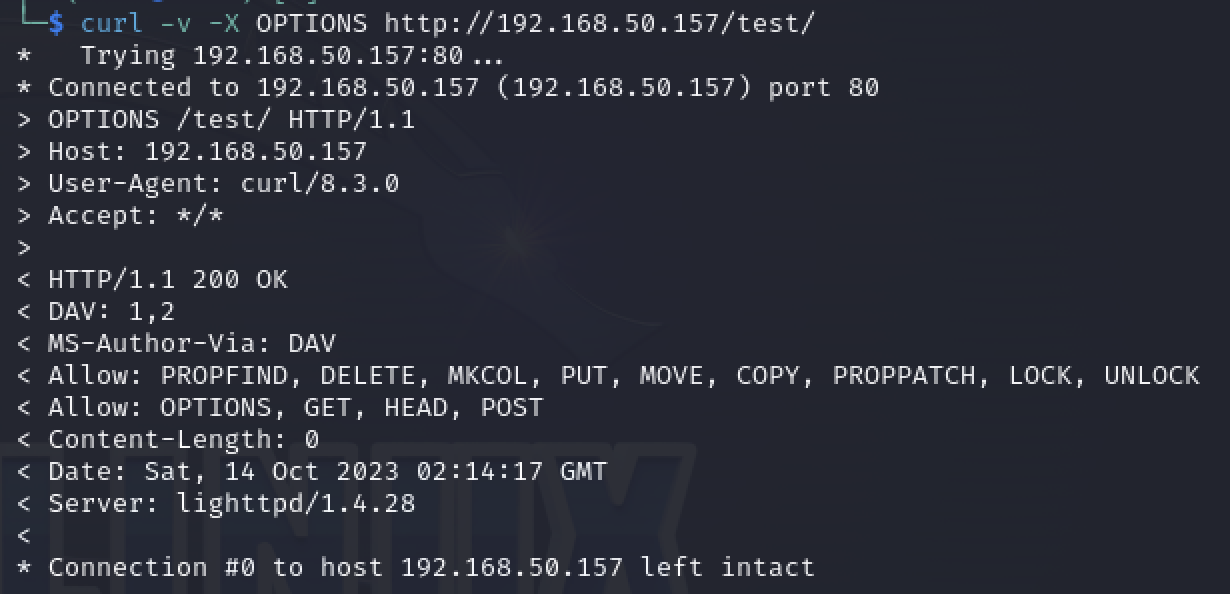 └─$ curl -v -X OPTIONS http://192.168.50.157/test/
*   Trying 192.168.50.157:80 ...
* Connected to 192.168.50.157 (192.168.50.157) port 80
> OPTIONS /test/ HTTP/1.1
> Host: 192.168.50.157
> User-Agent: curl/8.3.0
> Accept: */*
>
< HTTP/1.1 200 OK
< DAV: 1,2
< MS-Author-Via: DAV
< Allow: PROPFIND, DELETE, MKCOL, PUT, MOVE, COPY, PROPPATCH, LOCK, UNLOCK
< Allow: OPTIONS, GET, HEAD, POST
< Content-Length: 0
< Date: Sat, 14 Oct 2023 02:14:17 GMT
< Server: lighttpd/1.4.28
<
* Connection #0 to host 192.168.50.157 left intact